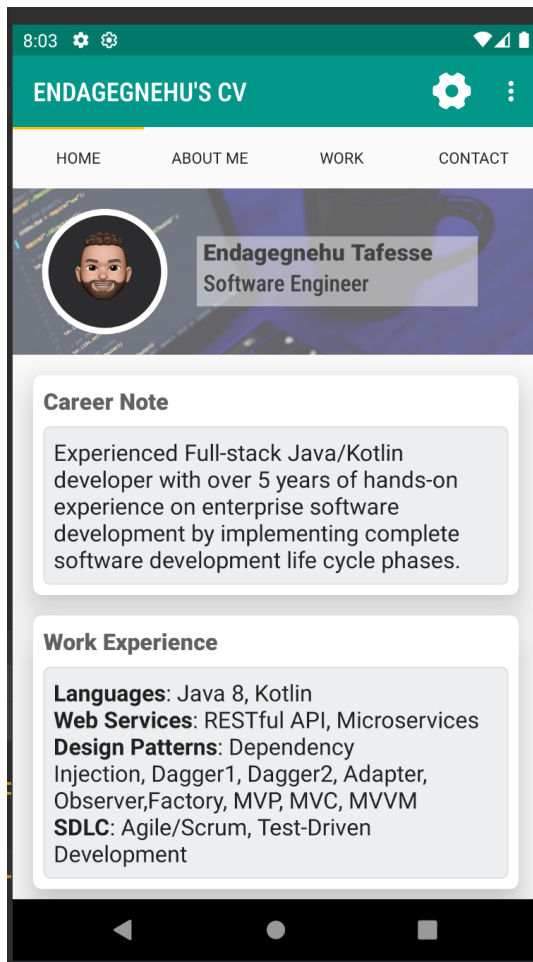 8:03
ENDAGEGNEHU'S CV
HOME ABOUT ME WORK CONTACT
Endagegnehu Tafesse
Software Engineer
Career Note
Experienced Full-stack Java/Kotlin
developer with over 5 years of hands-on
experience on enterprise software
development by implementing complete
software development life cycle phases.
Work Experience
Languages: Java 8, Kotlin
Web Services: RESTful API, Microservices
Design Patterns: Dependency
Injection, Dagger1, Dagger2, Adapter,
Observer,Factory, MVP, MVC, MVVM
SDLC: Agile/Scrum, Test-Driven
Development